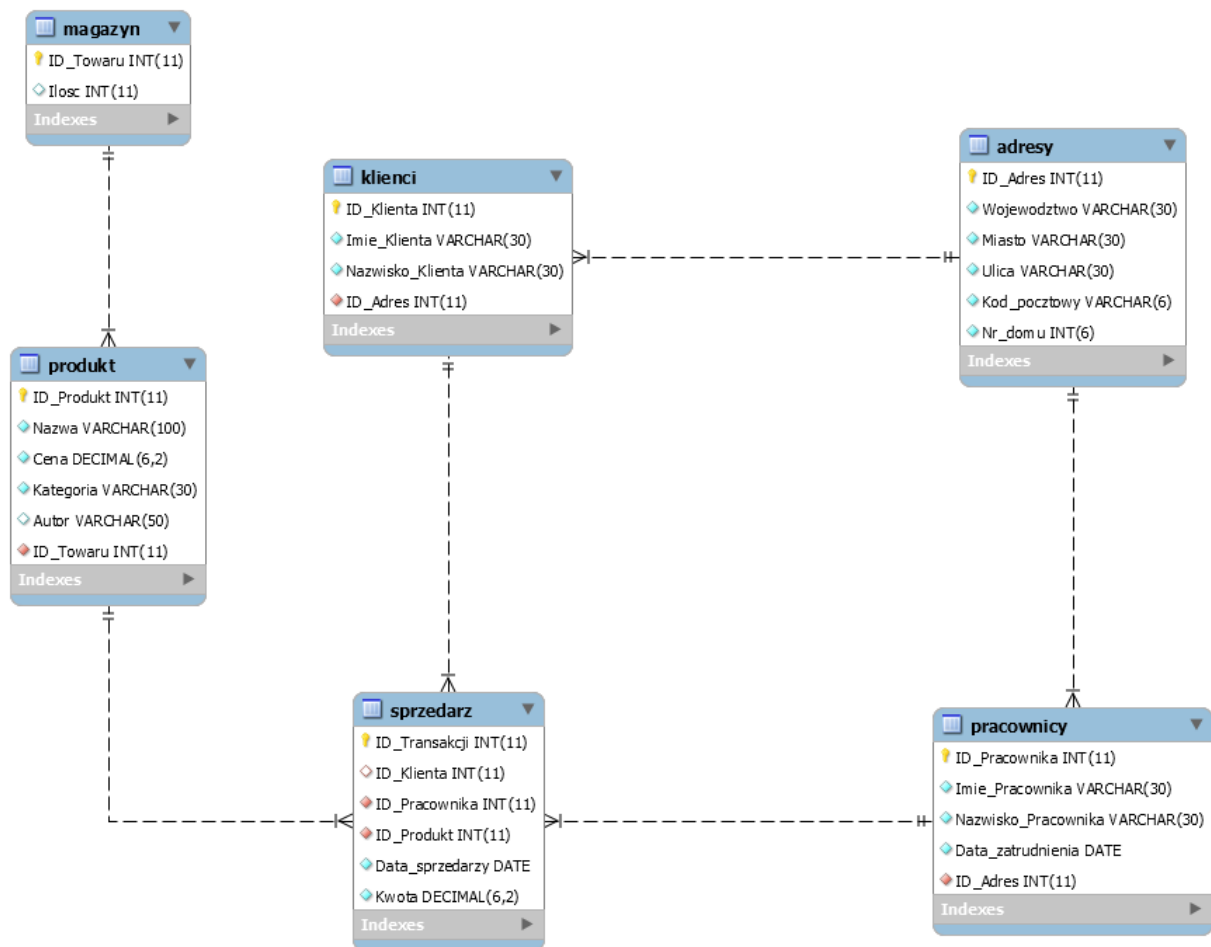 magazyn
ID_Towaru INT(11)
Ilosc INT(11)
Indexes
klienci
ID_Klienta INT(11)
Imie_Klienta VARCHAR(30)
Nazwisko_Klienta VARCHAR(30)
ID_Adres INT(11)
Indexes
adresy
ID_Adres INT(11)
Wojewodztwo VARCHAR(30)
Miasto VARCHAR(30)
Ulica VARCHAR(30)
Kod_pocztowy VARCHAR(6)
Nr_domu INT(6)
Indexes
produkt
ID_Produkt INT(11)
Nazwa VARCHAR(100)
Cena DECIMAL(6,2)
Kategoria VARCHAR(30)
Autor VARCHAR(50)
ID_Towaru INT(11)
Indexes
sprzedarz
ID_Transakcji INT(11)
ID_Klienta INT(11)
ID_Pracownika INT(11)
ID_Produkt INT(11)
Data_sprzedarzy DATE
Kwota DECIMAL(6,2)
Indexes
pracownicy
ID_Pracownika INT(11)
Imie_Pracownika VARCHAR(30)
Nazwisko_Pracownika VARCHAR(30)
Data_zatrudnienia DATE
ID_Adres INT(11)
Indexes